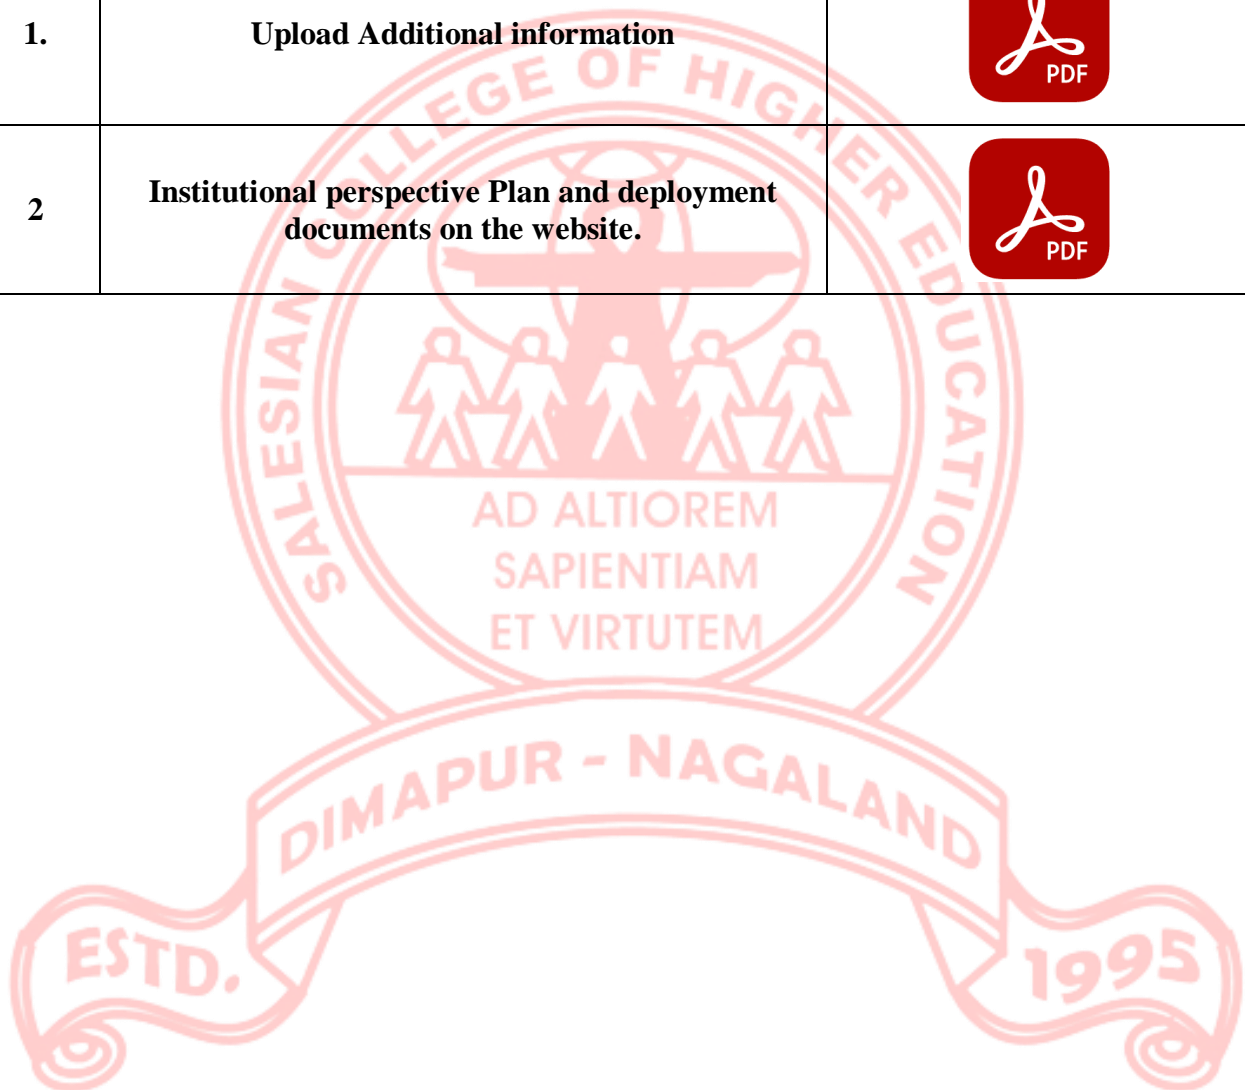 1.
Upload Additional information
PDF
2
Institutional perspective Plan and deployment
documents on the website.
PDF
SALESIAN COLLEGE OF HIGHER EDUCATION
AD ALTIOREM
SAPIENTIAM
ET VIRTUTEM
DIMAPUR - NAGALAND
ESTD.
1995